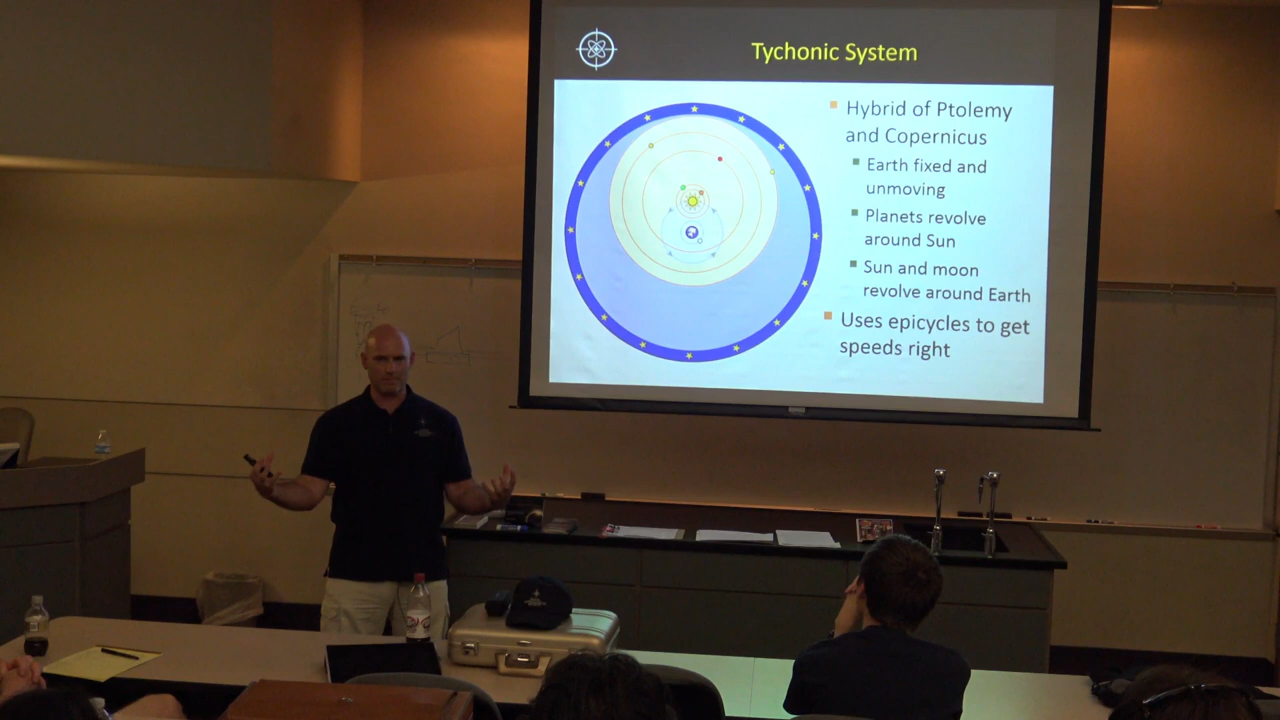 Tychonic System
Hybrid of Ptolemy
and Copernicus
Earth fixed and
unmoving
Planets revolve
around Sun
Sun and moon
revolve around Earth
Uses epicycles to get
speeds right